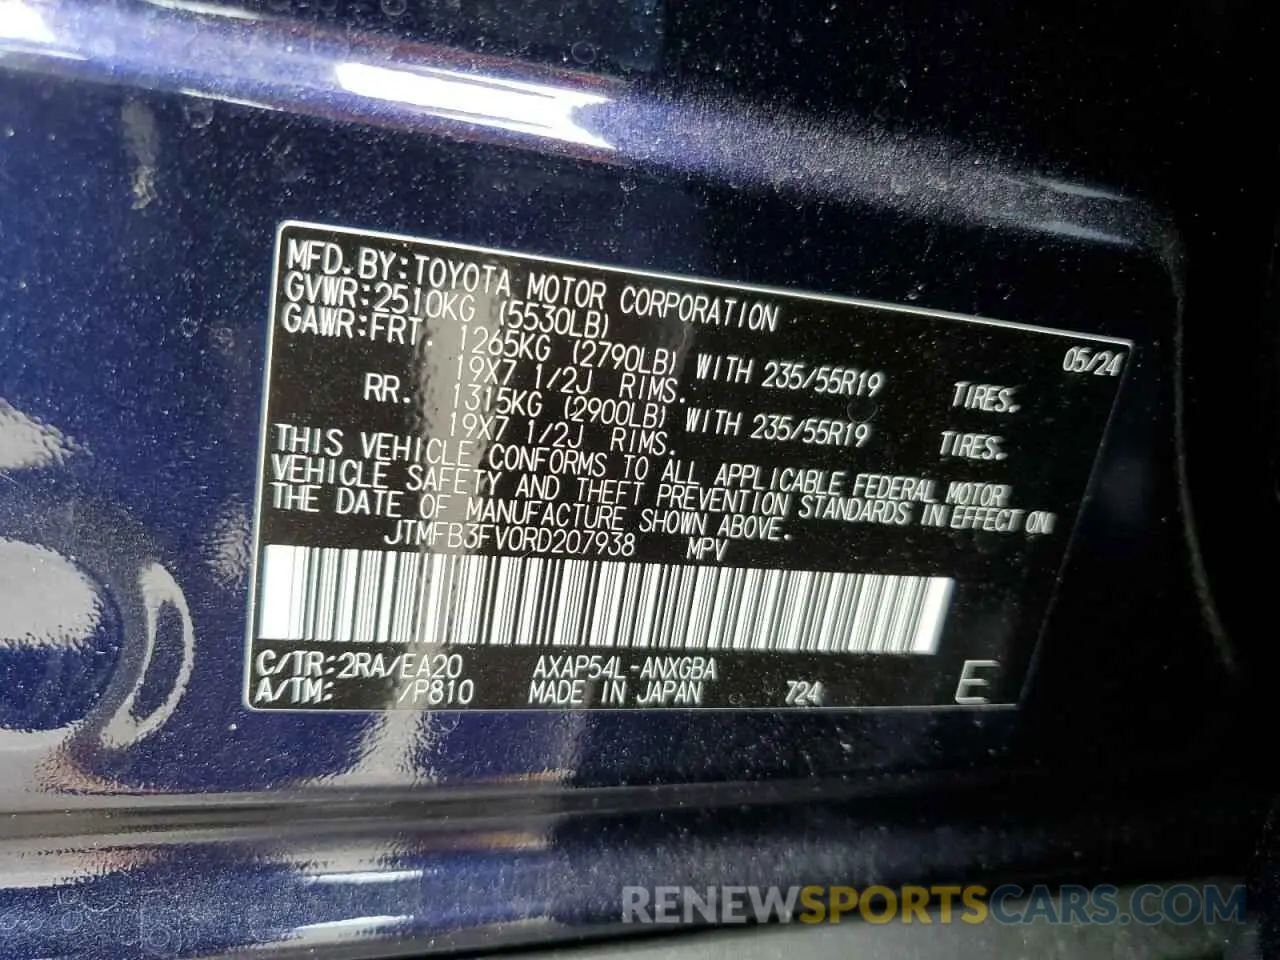 MFD. BY: TOYOTA MOTOR CORPORATION 05/24
GVWR: 2510KG (5530LB)
GAWR: FRT. 1265KG (2790LB) WITH 235/55R19 TIRES.
19X7 1/2J RIMS.
RR. 1315KG (2900LB) WITH 235/55R19 TIRES.
19X7 1/2J RIMS.
THIS VEHICLE CONFORMS TO ALL APPLICABLE FEDERAL MOTOR
VEHICLE SAFETY AND THEFT PREVENTION STANDARDS IN EFFECT ON
THE DATE OF MANUFACTURE SHOWN ABOVE.
JTMFB3FV0RD207938 MPV
C/TR: 2RA/EA20 AXAP54L-ANXGBA
A/TM: /P810 MADE IN JAPAN 724 E
RENEWSPORTSCARS.COM